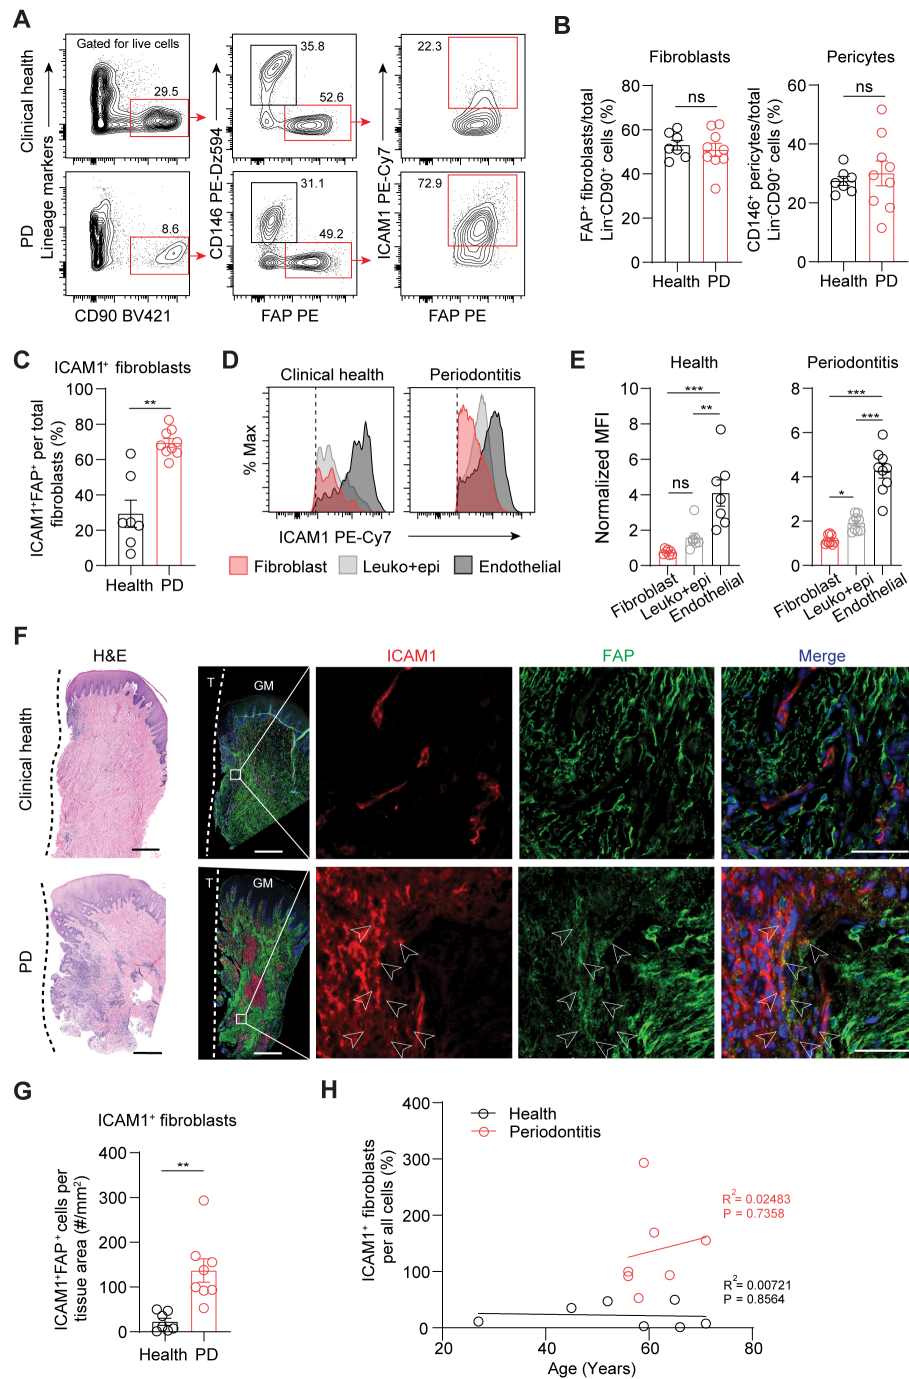 A
Gated for live cells
Clinical health
PD
Lineage markers
29.5
8.6
CD90 BV421
CD146 PE-Dz594
35.8
52.6
31.1
49.2
FAP PE
ICAM1 PE-Cy7
22.3
72.9
FAP PE
B
Fibroblasts
FAP⁺ fibroblasts/total
Lin⁻CD90⁺ cells (%)
80
60
40
20
0
ns
Health PD
Pericytes
CD146⁺ pericytes/total
Lin⁻CD90⁺ cells (%)
60
40
20
0
ns
Health PD
C
ICAM1⁺ fibroblasts
ICAM1⁺FAP⁺ per total
fibroblasts (%)
100
80
60
40
20
0
**
Health PD
D
Clinical health
Periodontitis
% Max
ICAM1 PE-Cy7
Fibroblast
Leuko+epi
Endothelial
E
Health
Normalized MFI
10
8
6
4
2
0
***
**
ns
Fibroblast
Leuko+epi
Endothelial
Periodontitis
8
6
4
2
0
***
***
*
Fibroblast
Leuko+epi
Endothelial
F
H&E
ICAM1
FAP
Merge
Clinical health
T
GM
PD
T
GM
G
ICAM1⁺ fibroblasts
ICAM1⁺FAP⁺ cells per
tissue area (#/mm²)
400
300
200
100
0
**
Health PD
H
ICAM1⁺ fibroblasts
per all cells (%)
400
300
200
100
0
Health
Periodontitis
R²= 0.02483
P = 0.7358
R²= 0.00721
P = 0.8564
20
40
60
80
Age (Years)